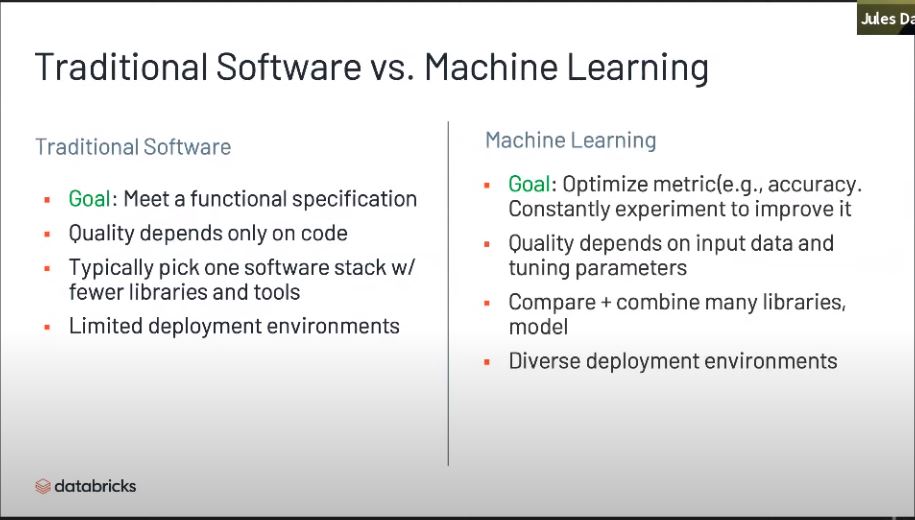 Jules Da
Traditional Software vs. Machine Learning
Traditional Software
Goal: Meet a functional specification
Quality depends only on code
Typically pick one software stack w/
fewer libraries and tools
Limited deployment environments
Machine Learning
Goal: Optimize metric(e.g., accuracy.
Constantly experiment to improve it
Quality depends on input data and
tuning parameters
Compare + combine many libraries,
model
Diverse deployment environments
databricks